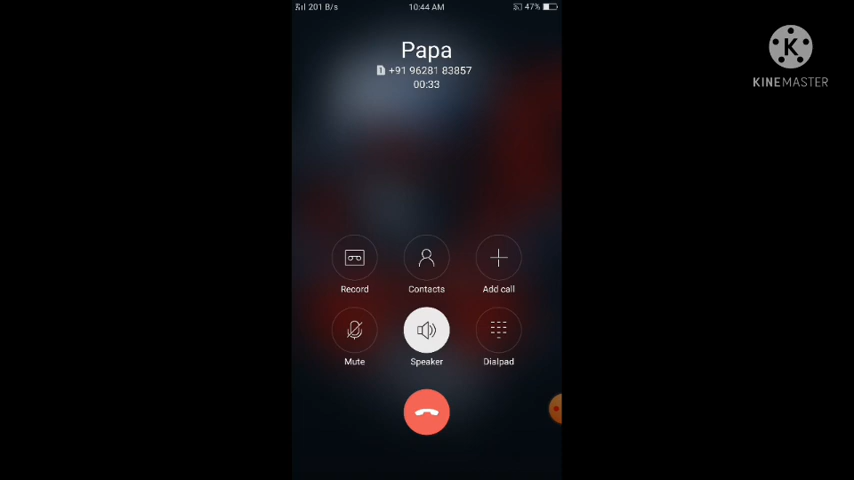 201 B/s
10:44 AM
47%
Papa
1 +91 96281 83857
00:33
K
KINEMASTER
Record
Contacts
Add call
Mute
Speaker
Dialpad